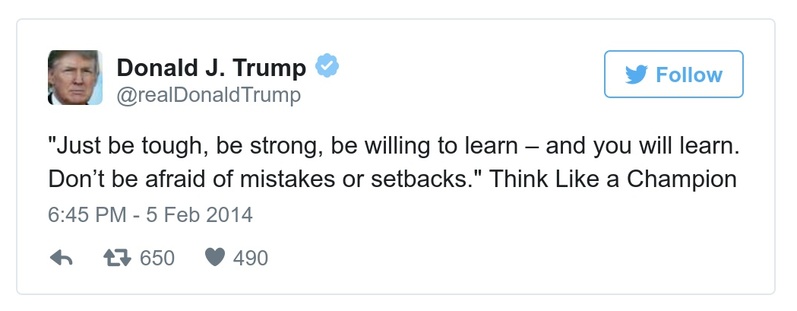 Donald J. Trump
@realDonaldTrump
Follow
"Just be tough, be strong, be willing to learn – and you will learn.
Don’t be afraid of mistakes or setbacks." Think Like a Champion
6:45 PM - 5 Feb 2014
650 490